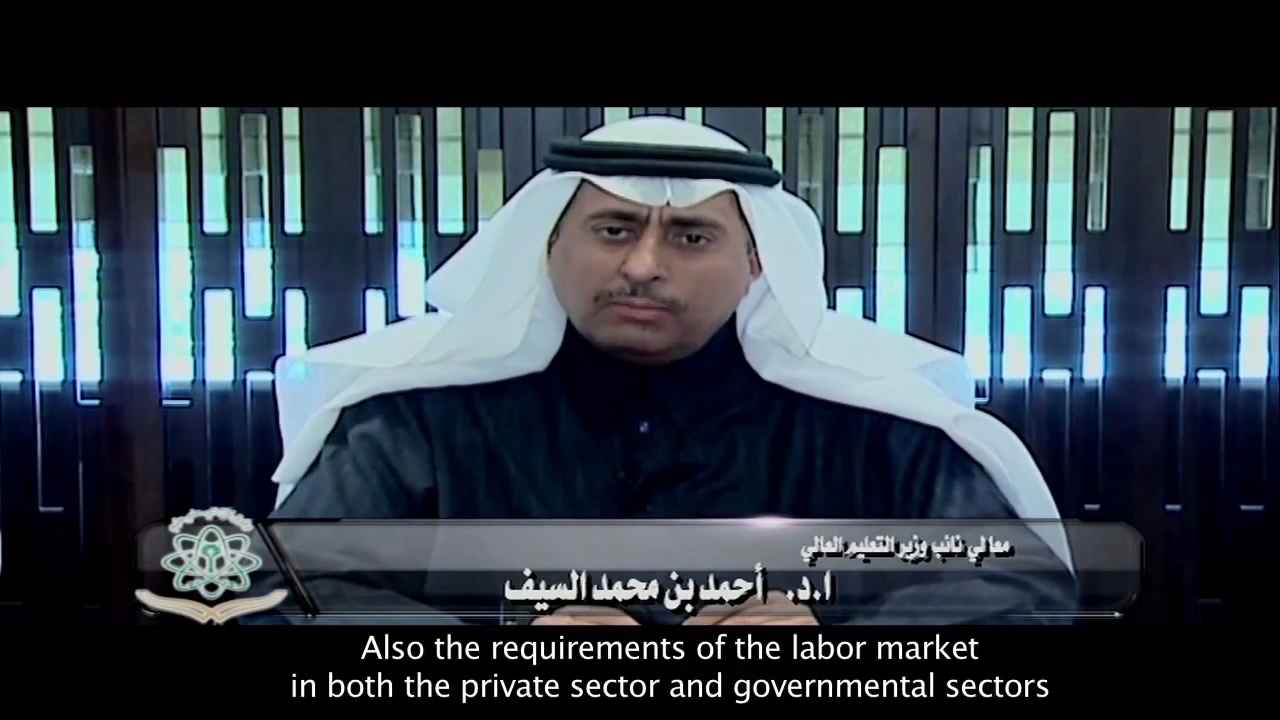 معالي نائب وزير التعليم العالي
ا.د. أحمد بن محمد السيف
Also the requirements of the labor market
in both the private sector and governmental sectors